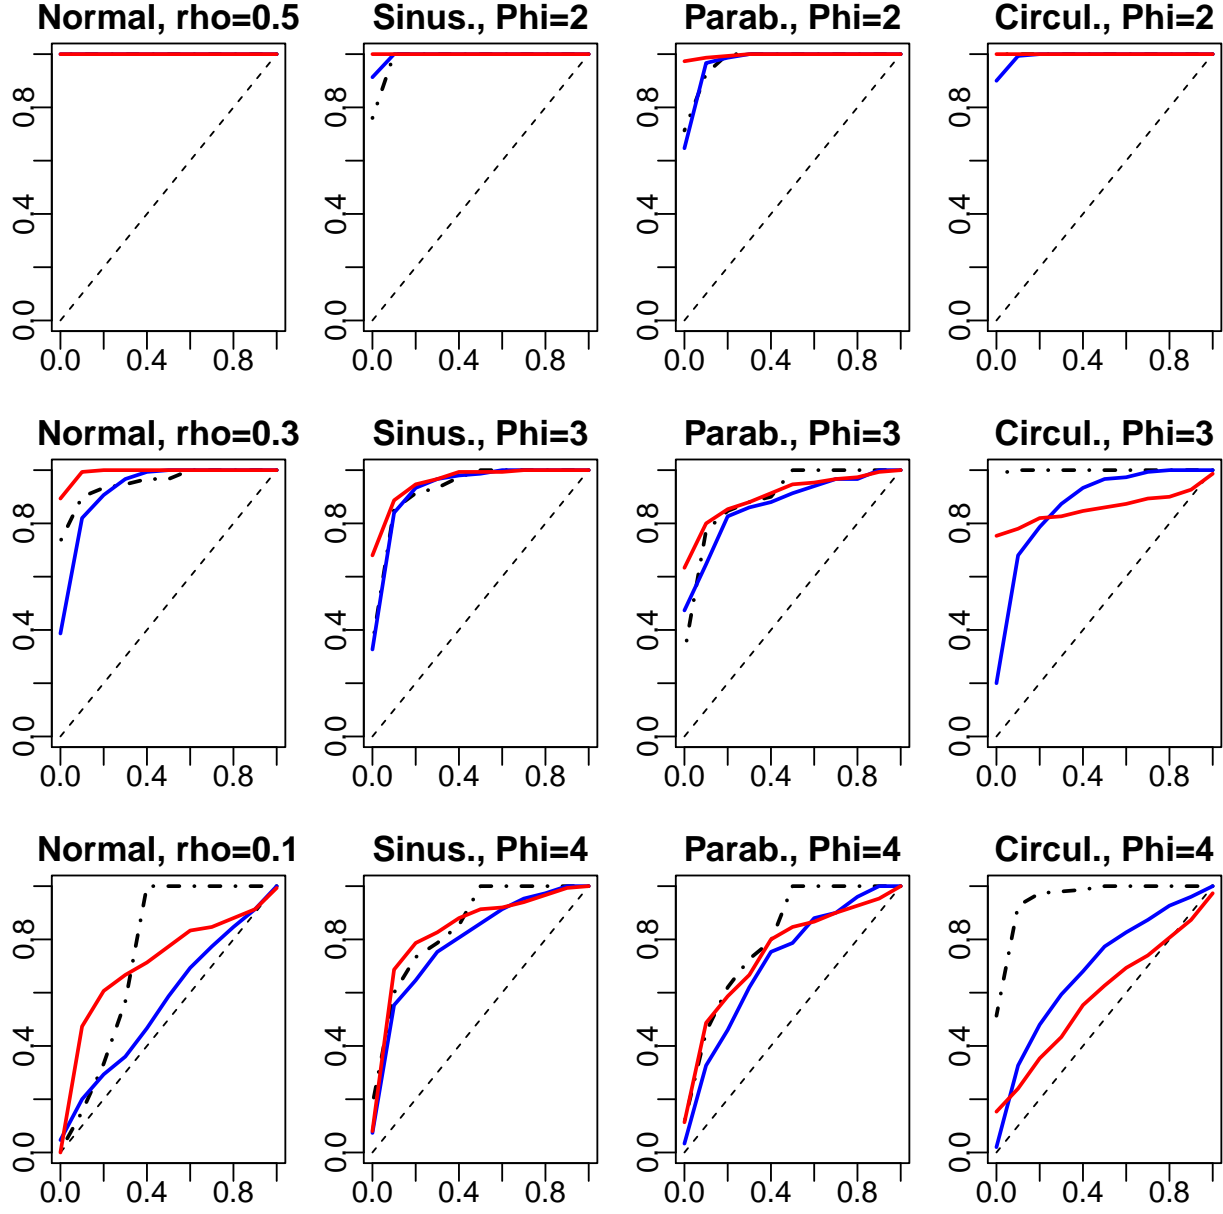 Normal, rho=0.5
0.0 0.4 0.8
0.0 0.4 0.8
Sinus., Phi=2
0.0 0.4 0.8
0.0 0.4 0.8
Parab., Phi=2
0.0 0.4 0.8
0.0 0.4 0.8
Circul., Phi=2
0.0 0.4 0.8
0.0 0.4 0.8
Normal, rho=0.3
0.0 0.4 0.8
0.0 0.4 0.8
Sinus., Phi=3
0.0 0.4 0.8
0.0 0.4 0.8
Parab., Phi=3
0.0 0.4 0.8
0.0 0.4 0.8
Circul., Phi=3
0.0 0.4 0.8
0.0 0.4 0.8
Normal, rho=0.1
0.0 0.4 0.8
0.0 0.4 0.8
Sinus., Phi=4
0.0 0.4 0.8
0.0 0.4 0.8
Parab., Phi=4
0.0 0.4 0.8
0.0 0.4 0.8
Circul., Phi=4
0.0 0.4 0.8
0.0 0.4 0.8